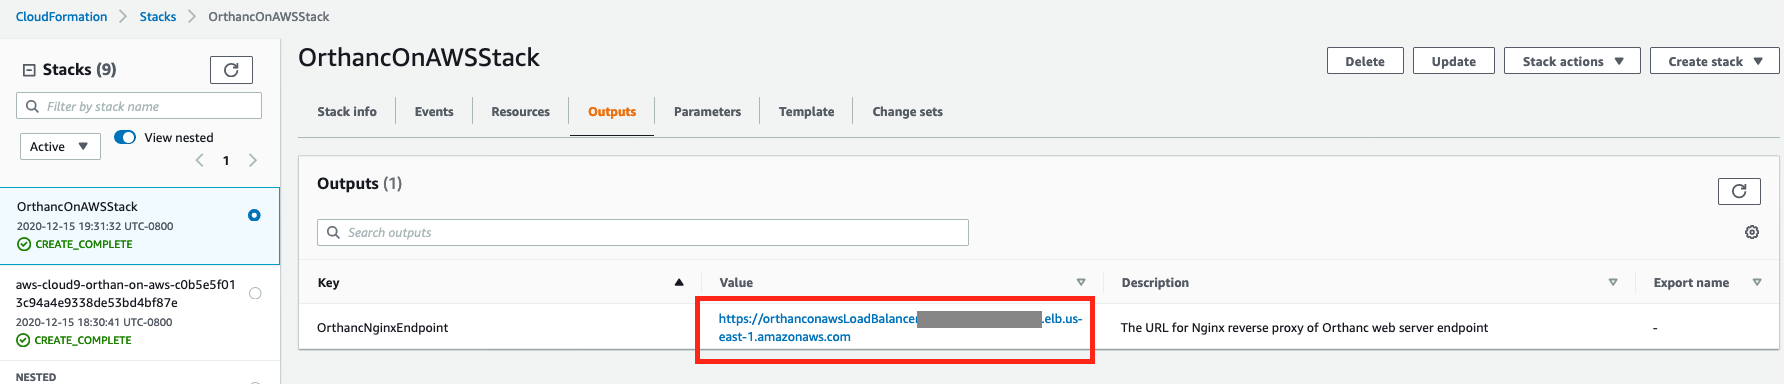 CloudFormation > Stacks > OrthancOnAWSStack
Stacks (9)
Filter by stack name
Active
View nested
1
OrthancOnAWSStack
2020-12-15 19:31:32 UTC-0800
CREATE_COMPLETE
aws-cloud9-orthan-on-aws-c0b5e5f01
3c94a4e9338de53bd4bf87e
2020-12-15 18:30:41 UTC-0800
CREATE_COMPLETE
NESTED
OrthancOnAWSStack
Delete
Update
Stack actions
Create stack
Stack info
Events
Resources
Outputs
Parameters
Template
Change sets
Outputs (1)
Search outputs
Key
Value
Description
Export name
OrthancNginxEndpoint
https://orthanconawsLoadBalancer .elb.us-
east-1.amazonaws.com
The URL for Nginx reverse proxy of Orthanc web server endpoint
-